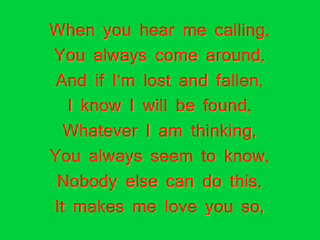 When you hear me calling,
You always come around,
And if I'm lost and fallen,
I know I will be found,
Whatever I am thinking,
You always seem to know,
Nobody else can do this,
It makes me love you so,